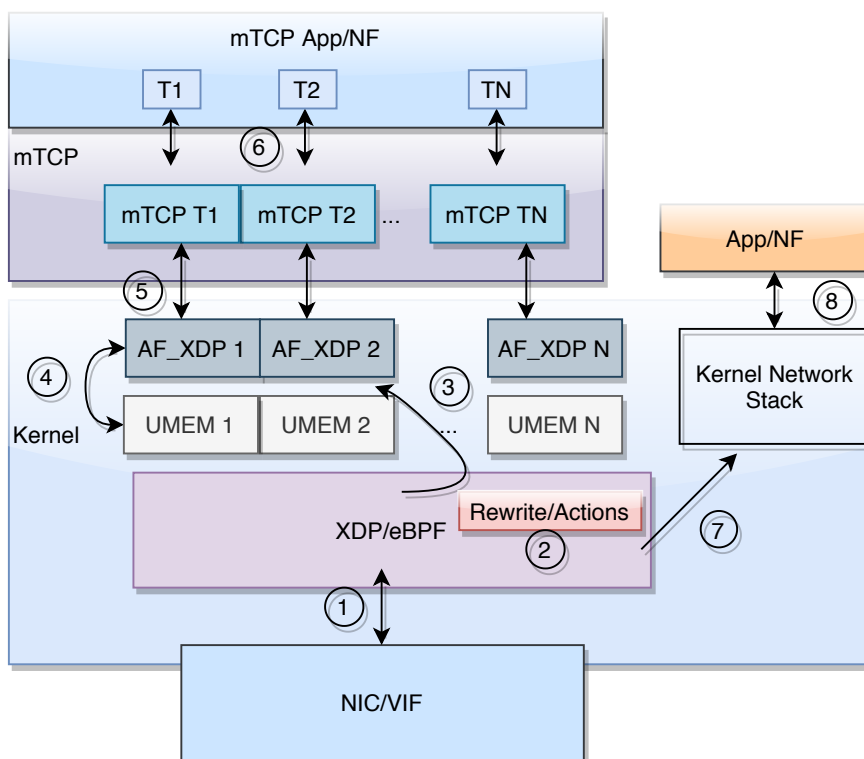 mTCP App/NF
T1
T2
TN
6
mTCP
mTCP T1
mTCP T2
...
mTCP TN
App/NF
5
8
AF_XDP 1
AF_XDP 2
AF_XDP N
4
3
Kernel Network
Stack
Kernel
UMEM 1
UMEM 2
...
UMEM N
Rewrite/Actions
XDP/eBPF
2
7
1
NIC/VIF